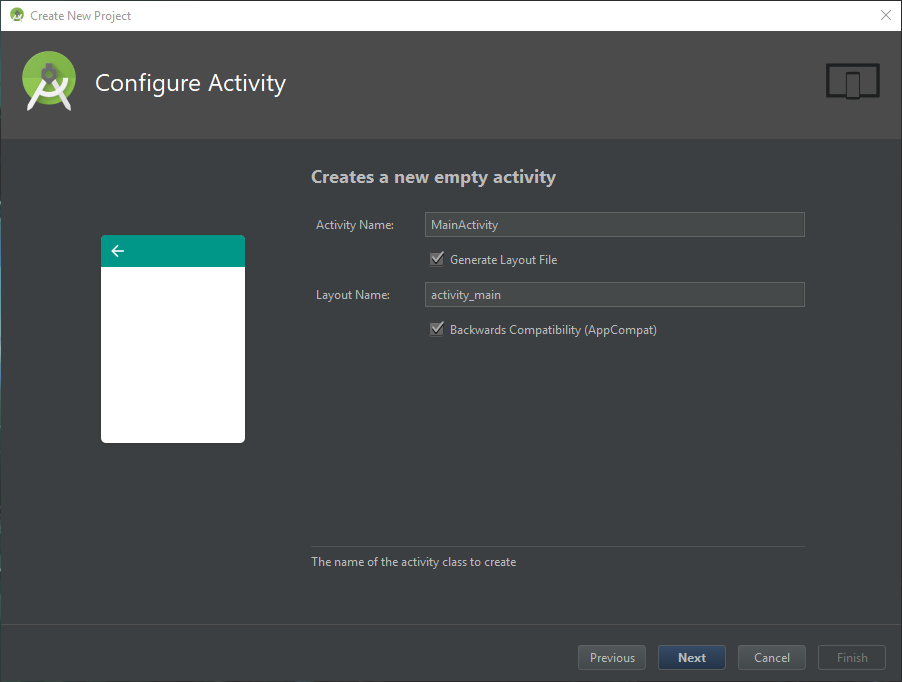 Create New Project
Configure Activity
Creates a new empty activity
Activity Name: MainActivity
Generate Layout File
Layout Name: activity_main
Backwards Compatibility (AppCompat)
The name of the activity class to create
Previous Next Cancel Finish